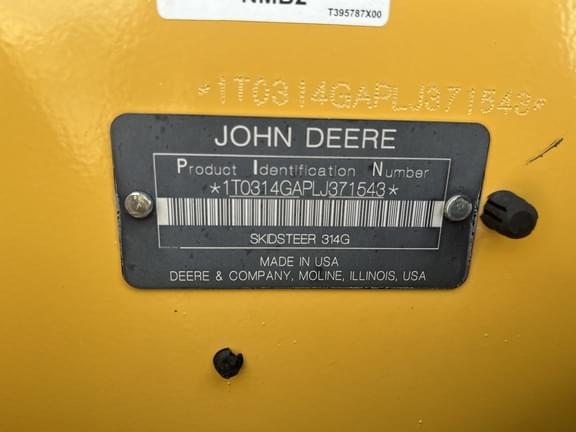 T395787X00
*1T0314GAPLJ371543*
JOHN DEERE
Product Identification Number
*1T0314GAPLJ371543*
SKIDSTEER 314G
MADE IN USA
DEERE & COMPANY, MOLINE, ILLINOIS, USA